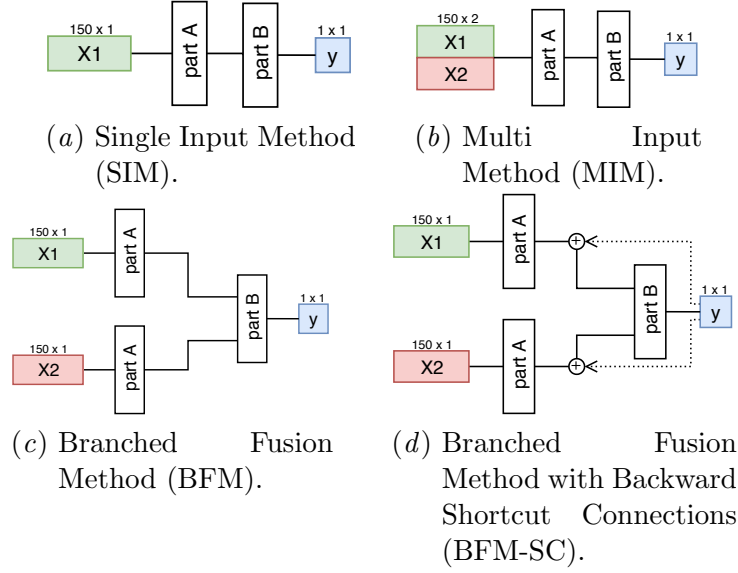 150 x 1
X1
part A
part B
1 x 1
y
(a) Single Input Method
(SIM).
150 x 2
X1
X2
part A
part B
1 x 1
y
(b) Multi Input
Method (MIM).
150 x 1
X1
part A
150 x 1
X2
part A
part B
1 x 1
y
(c) Branched Fusion
Method (BFM).
150 x 1
X1
part A
+
150 x 1
X2
part A
+
part B
1 x 1
y
(d) Branched Fusion
Method with Backward
Shortcut Connections
(BFM-SC).